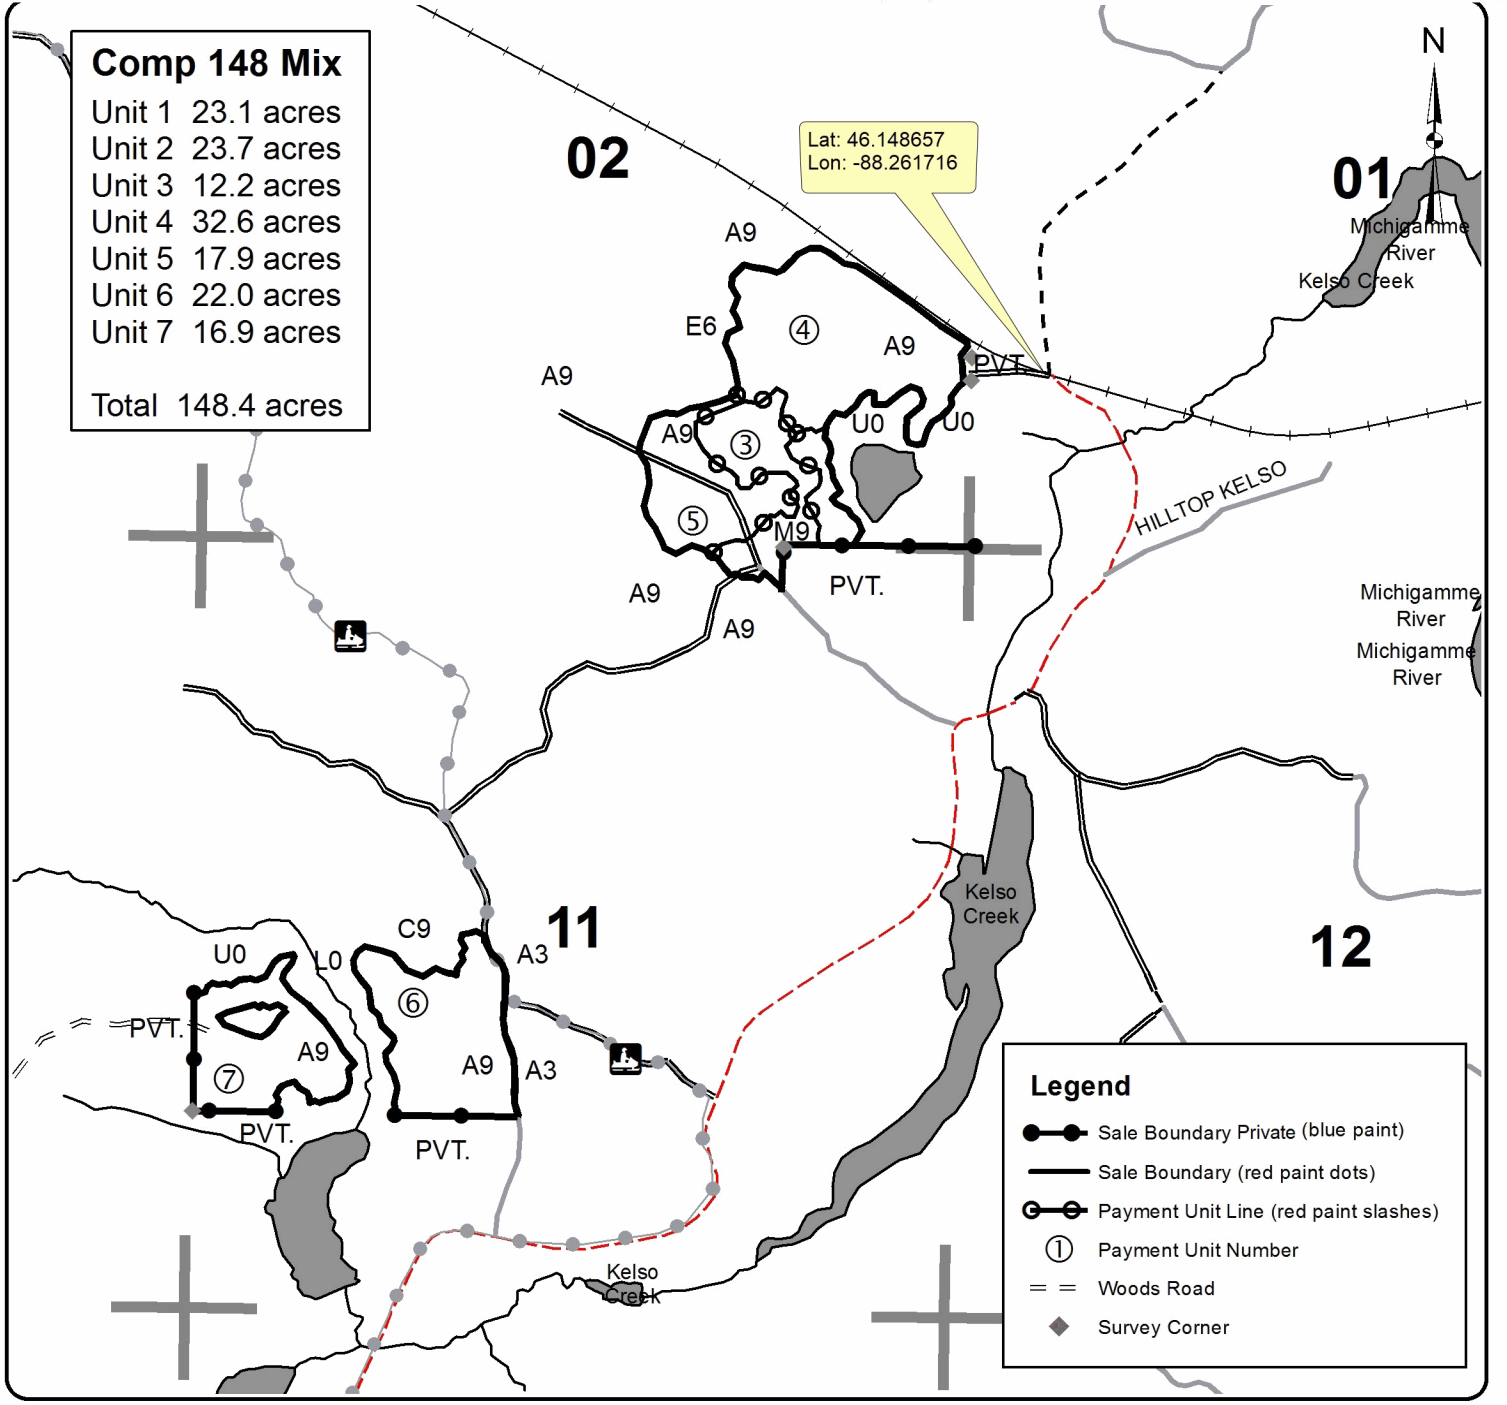 Comp 148 Mix
Unit 1 23.1 acres
Unit 2 23.7 acres
Unit 3 12.2 acres
Unit 4 32.6 acres
Unit 5 17.9 acres
Unit 6 22.0 acres
Unit 7 16.9 acres
Total 148.4 acres
N
02
01
Lat: 46.148657
Lon: -88.261716
Michigamme
River
Kelso Creek
A9
E6
④
A9
PVT.
A9
U0
U0
A9
③
⑤
M9
HILLTOP KELSO
PVT.
A9
A9
Michigamme
River
Michigamme
River
Kelso
Creek
11
12
C9
A3
U0
L0
⑥
PVT.
A9
A9
A3
⑦
PVT.
PVT.
Kelso
Creek
Legend
Sale Boundary Private (blue paint)
Sale Boundary (red paint dots)
Payment Unit Line (red paint slashes)
① Payment Unit Number
Woods Road
Survey Corner